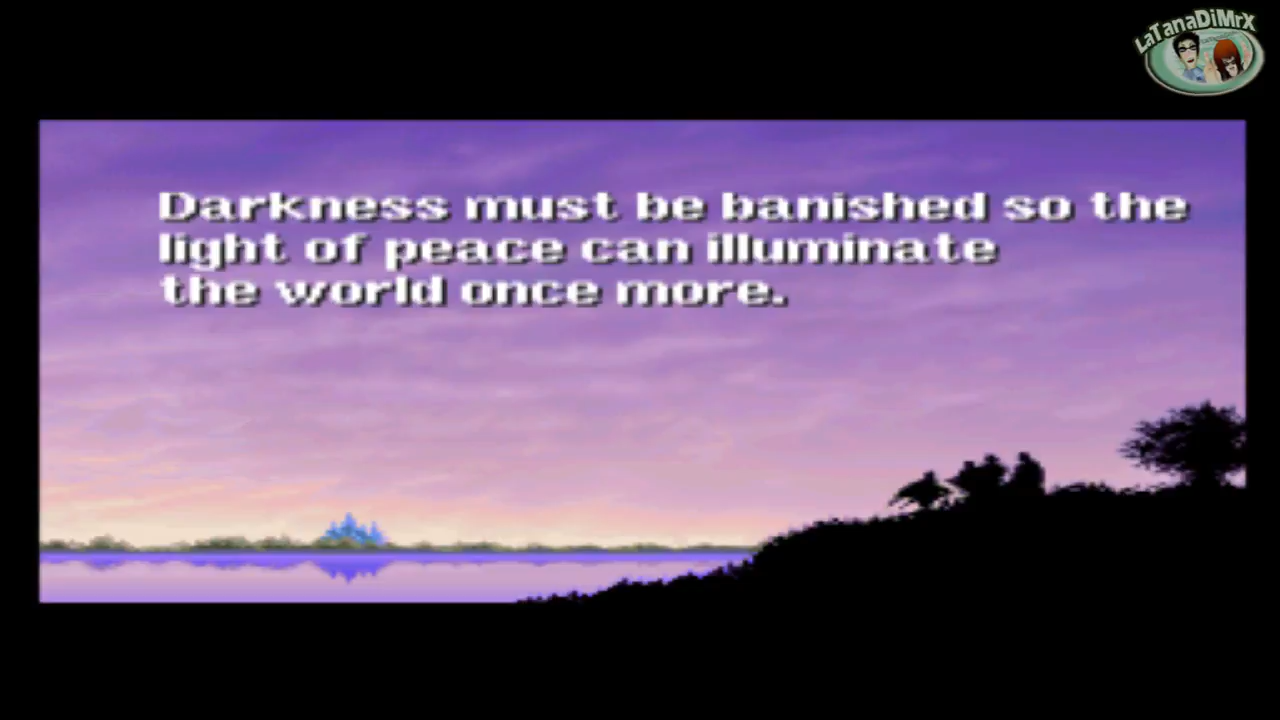 LaTanaDiMrX
Darkness must be banished so the
light of peace can illuminate
the world once more.